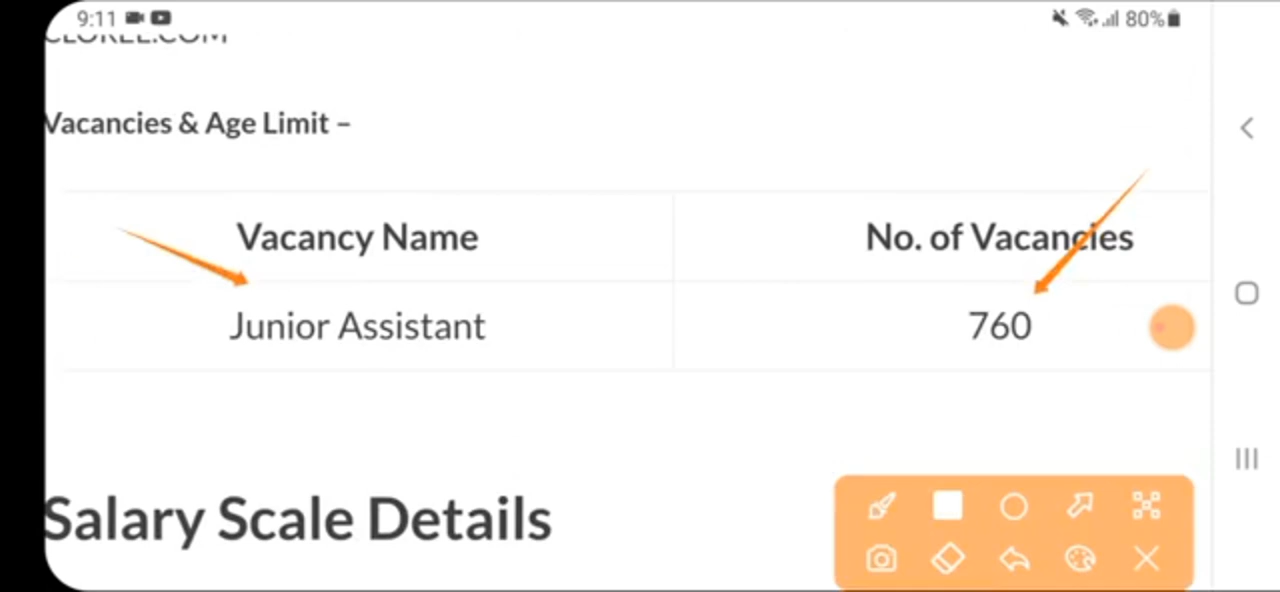 9:11
80%
Vacancies & Age Limit –
Vacancy Name
No. of Vacancies
Junior Assistant
760
Salary Scale Details